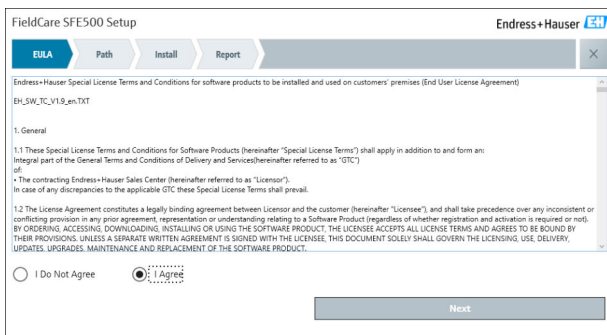 FieldCare SFE500 Setup
Endress+Hauser EH
EULA
Path
Install
Report
Endress+Hauser Special License Terms and Conditions for software products to be installed and used on customers' premises (End User License Agreement)
EH_SW_TC_V1.9_en.TXT
1. General
1.1 These Special License Terms and Conditions for Software Products (hereinafter "Special License Terms") shall apply in addition to and form an:
Integral part of the General Terms and Conditions of Delivery and Services(hereinafter referred to as "GTC")
of:
• The contracting Endress+Hauser Sales Center (hereinafter referred to as "Licensor").
In case of any discrepancies to the applicable GTC these Special License Terms shall prevail.
1.2 The License Agreement constitutes a legally binding agreement between Licensor and the customer (hereinafter "Licensee"), and shall take precedence over any inconsistent or
conflicting provision in any prior agreement, representation or understanding relating to a Software Product (regardless of whether registration and activation is required or not).
BY ORDERING, ACCESSING, DOWNLOADING, INSTALLING OR USING THE SOFTWARE PRODUCT, THE LICENSEE ACCEPTS ALL LICENSE TERMS AND AGREES TO BE BOUND BY
THEIR PROVISIONS. UNLESS A SEPARATE WRITTEN AGREEMENT IS SIGNED WITH THE LICENSEE, THIS DOCUMENT SOLELY SHALL GOVERN THE LICENSING, USE, DELIVERY,
UPDATES, UPGRADES, MAINTENANCE AND REPLACEMENT OF THE SOFTWARE PRODUCT.
I Do Not Agree
I Agree
Next